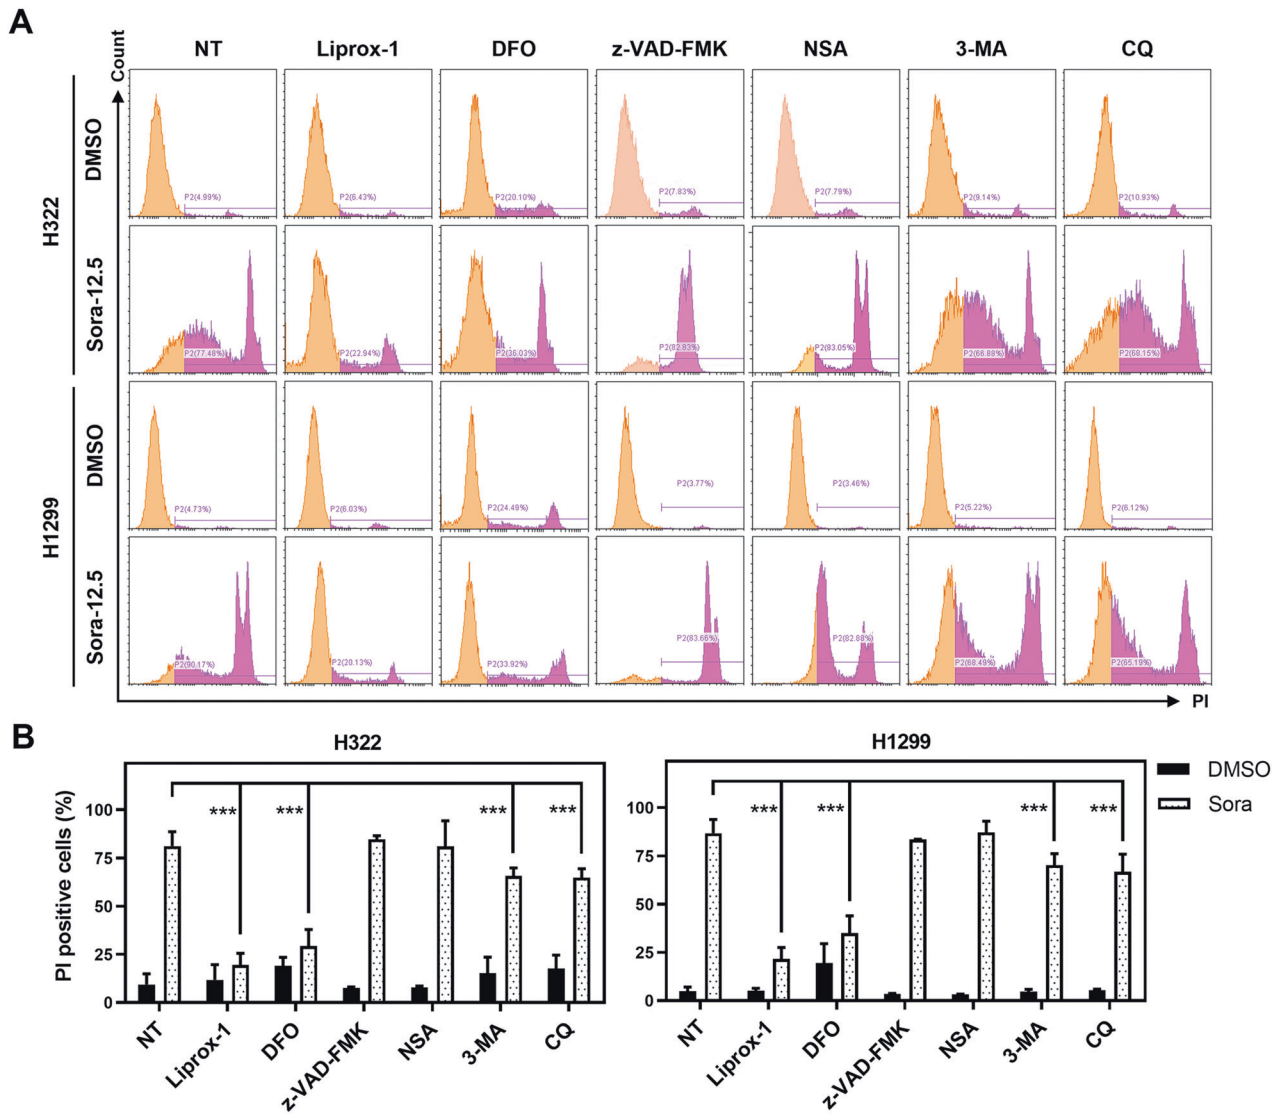 A
NT Liprox-1 DFO z-VAD-FMK NSA 3-MA CQ
Count
H322
DMSO
P2(4.99%) P2(6.43%) P2(20.10%) P2(7.83%) P2(7.79%) P2(9.14%) P2(10.93%)
Sora-12.5
P2(77.48%) P2(22.94%) P2(36.03%) P2(82.83%) P2(83.05%) P2(68.88%) P2(68.15%)
H1299
DMSO
P2(4.73%) P2(6.03%) P2(24.49%) P2(3.77%) P2(3.46%) P2(5.22%) P2(6.12%)
Sora-12.5
P2(90.17%) P2(20.13%) P2(33.92%) P2(83.66%) P2(82.88%) P2(68.49%) P2(65.19%)
PI
B
H322
PI positive cells (%)
100
75
50
25
0
*** *** *** ***
NT Liprox-1 DFO z-VAD-FMK NSA 3-MA CQ
H1299
100
75
50
25
0
*** *** *** ***
NT Liprox-1 DFO z-VAD-FMK NSA 3-MA CQ
DMSO
Sora